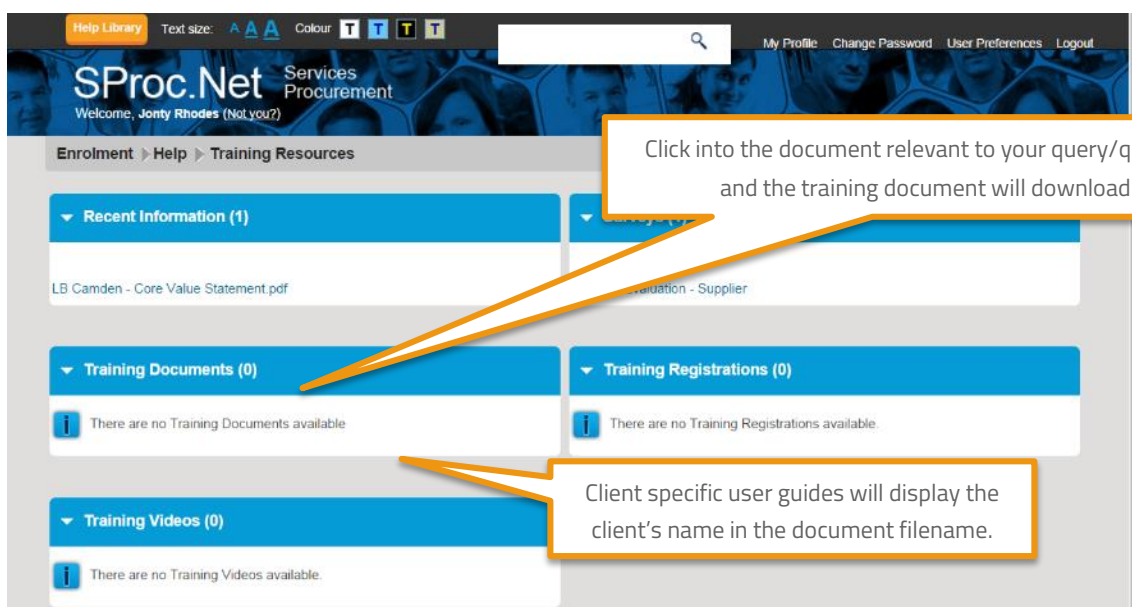 Help Library Text size: A A A Colour T T T T
My Profile Change Password User Preferences Logout
SProc.Net Services Procurement
Welcome, Jonty Rhodes (Not you?)
Enrolment Help Training Resources
Click into the document relevant to your query/q
and the training document will download
Recent Information (1)
LB Camden - Core Value Statement.pdf
- Supplier
Training Documents (0)
There are no Training Documents available
Training Registrations (0)
There are no Training Registrations available.
Client specific user guides will display the
client's name in the document filename.
Training Videos (0)
There are no Training Videos available.